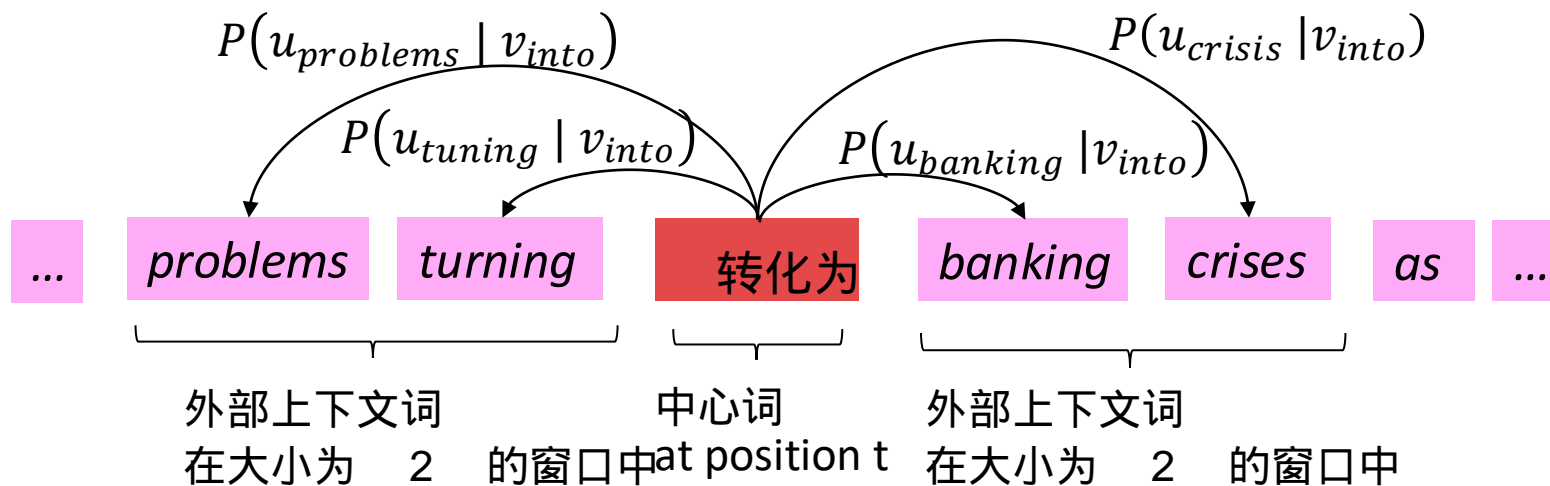 P(u_problems | v_into)
P(u_crisis |v_into)
P(u_tuning | v_into)
P(u_banking |v_into)
... problems turning 转化为 banking crises as ...
外部上下文词
在大小为 2 的窗口中
中心词
at position t
外部上下文词
在大小为 2 的窗口中